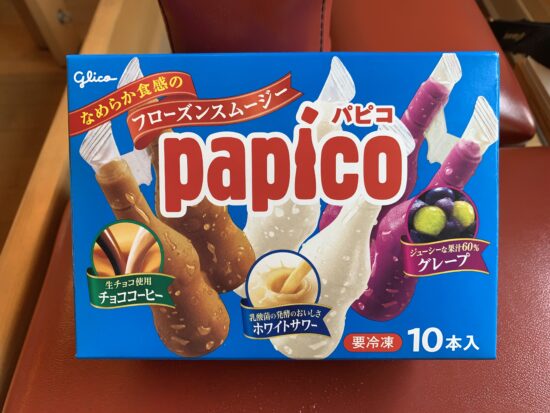 glico
なめらか食感の
フローズンスムージー
パピコ
papico
ジューシーな果汁60%
グレープ
生チョコ使用
チョココーヒー
乳酸菌の発酵のおいしさ
ホワイトサワー
要冷凍
10本入